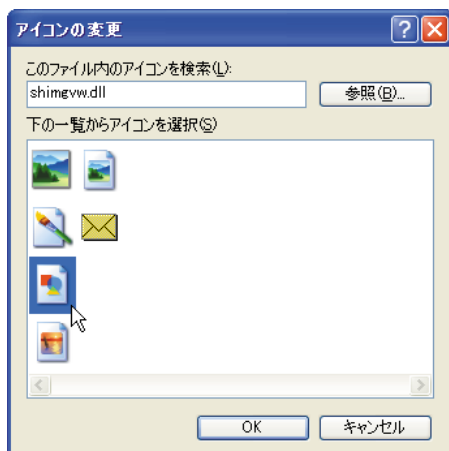 アイコンの変更
このファイル内のアイコンを検索(L):
shimgvw.dll
参照(B)...
下の一覧からアイコンを選択(S)
OK
キャンセル